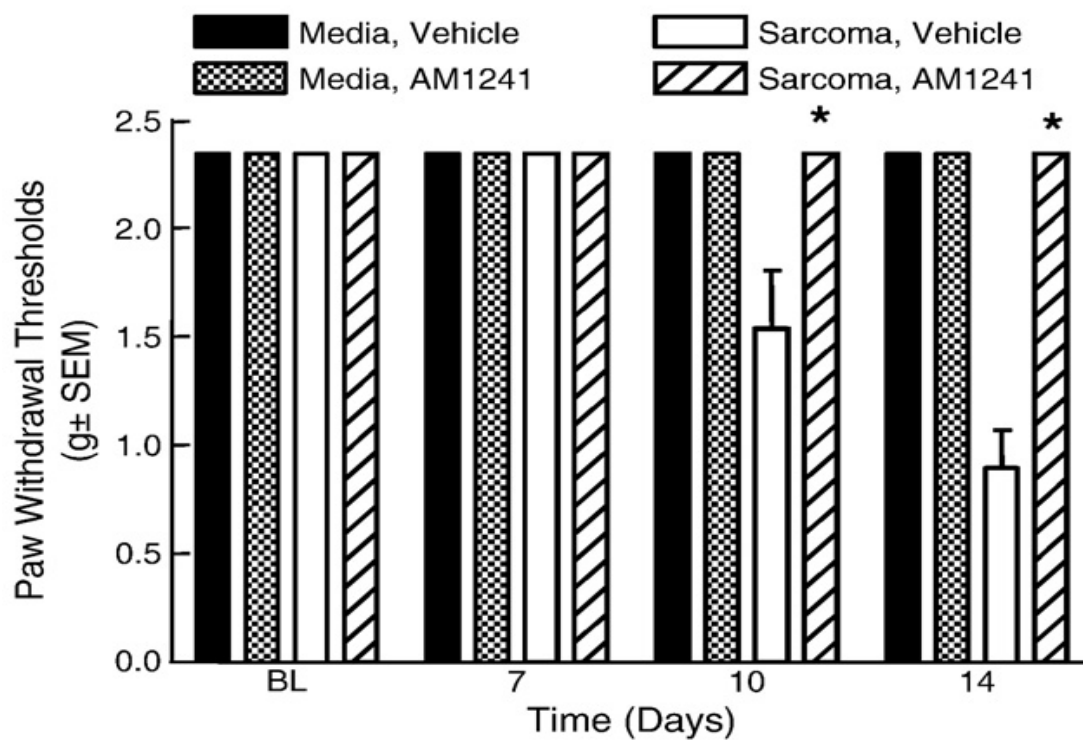 Media, Vehicle
Sarcoma, Vehicle
Media, AM1241
Sarcoma, AM1241
2.5
2.0
1.5
1.0
0.5
0.0
Paw Withdrawal Thresholds
(g± SEM)
*
*
BL
7
10
14
Time (Days)